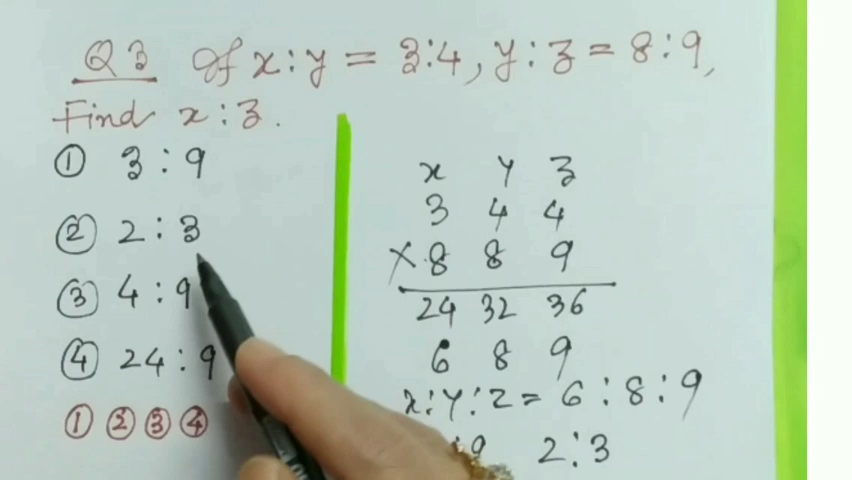 Q3 If x:y = 3:4, y:z = 8:9,
Find x:z.
① 3:9
② 2:3
③ 4:9
④ 24:9
① ② ③ ④
x y z
3 4 4
× 8 8 9
24 32 36
6 8 9
x:y:z = 6:8:9
:9 2:3